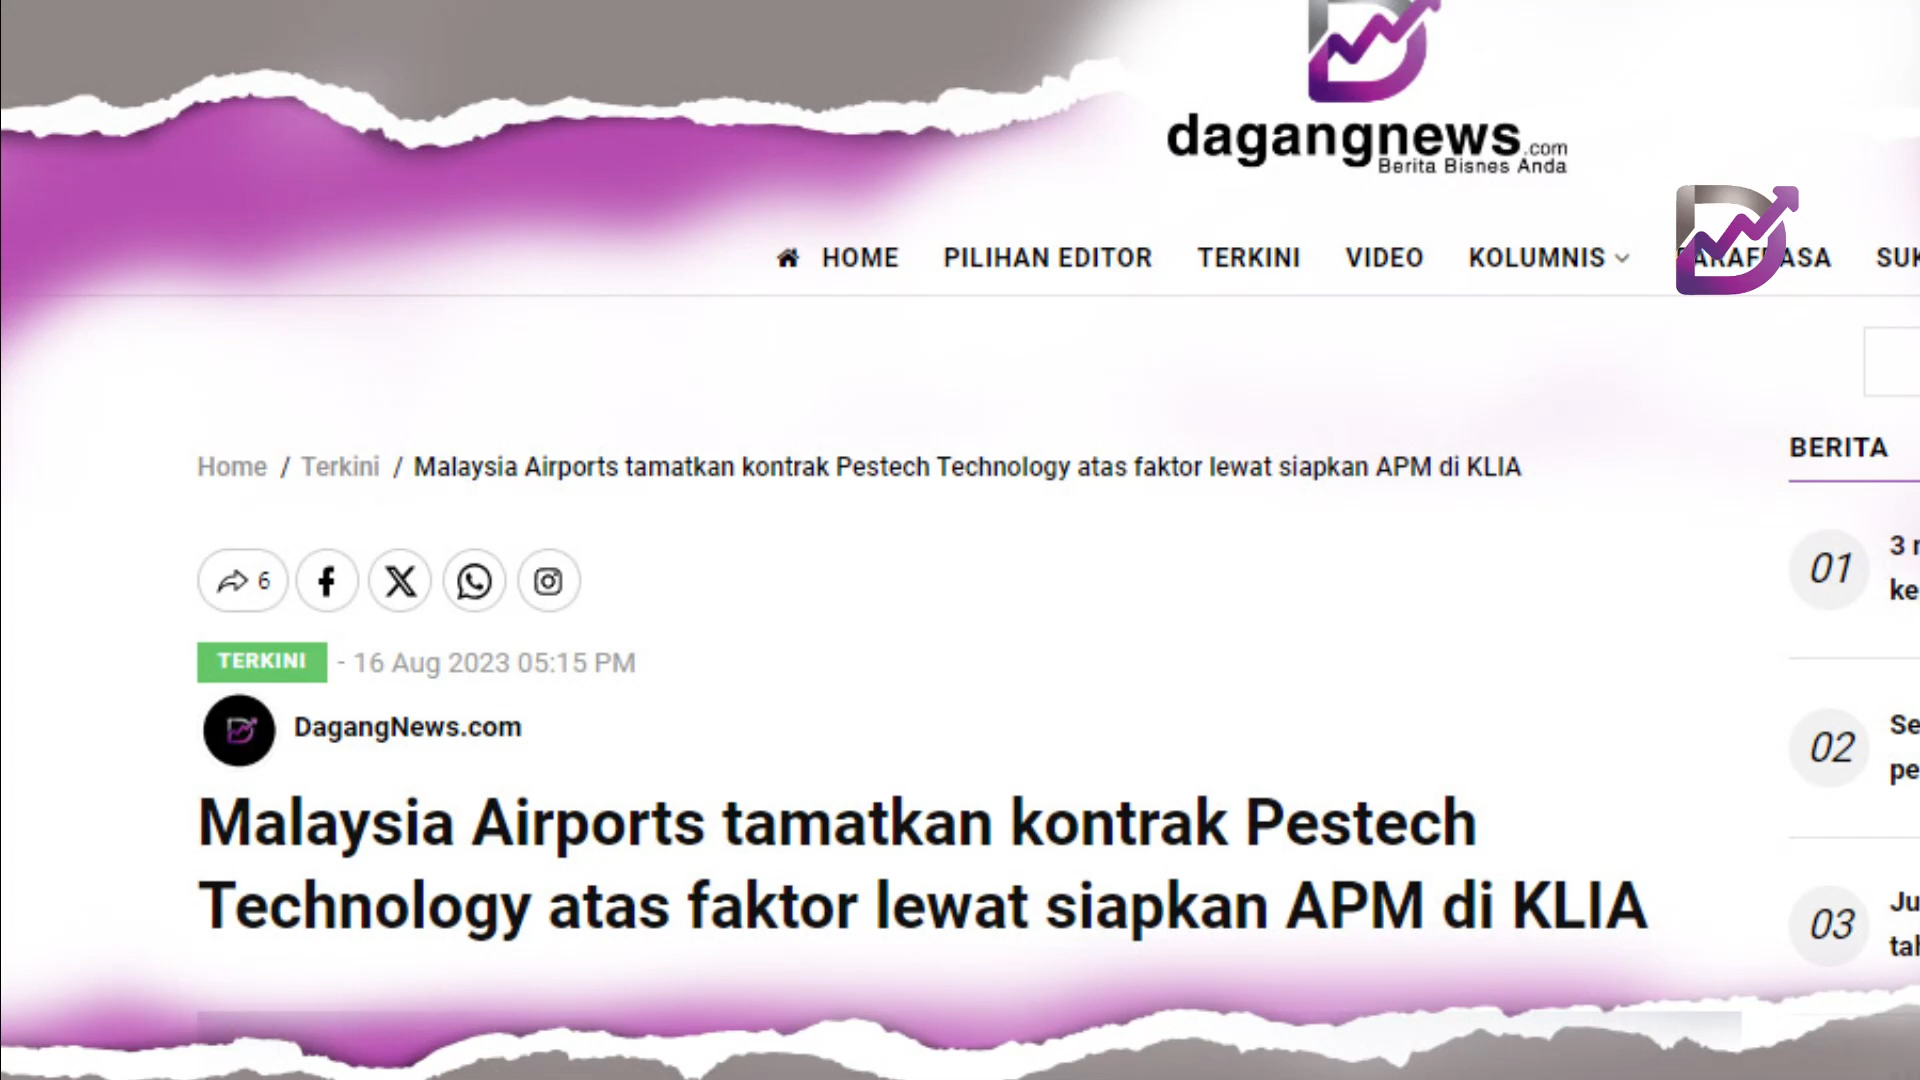 dagangnews.com
Berita Bisnes Anda
HOME PILIHAN EDITOR TERKINI VIDEO KOLUMNIS
BERITA
Home / Terkini / Malaysia Airports tamatkan kontrak Pestech Technology atas faktor lewat siapkan APM di KLIA
6
TERKINI - 16 Aug 2023 05:15 PM
DagangNews.com
Malaysia Airports tamatkan kontrak Pestech
Technology atas faktor lewat siapkan APM di KLIA
01 3
02
03